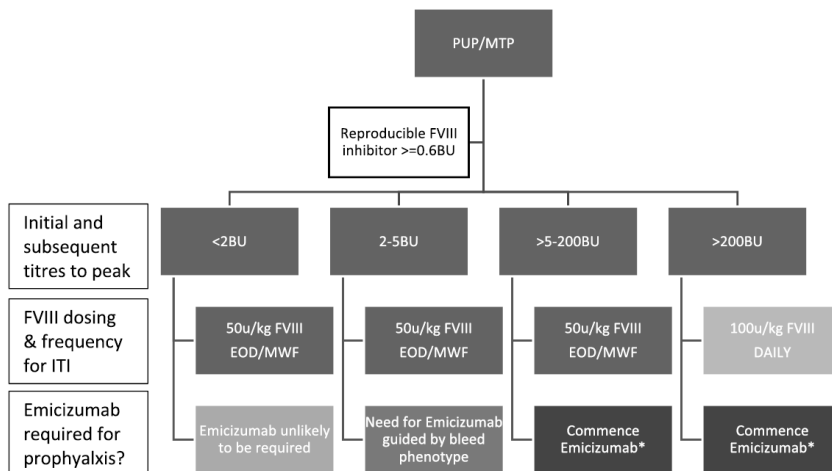 PUP/MTP
Reproducible FVIII
inhibitor >=0.6BU
Initial and
subsequent
titres to peak
<2BU
2-5BU
>5-200BU
>200BU
FVIII dosing
& frequency
for ITI
50u/kg FVIII
EOD/MWF
50u/kg FVIII
EOD/MWF
50u/kg FVIII
EOD/MWF
100u/kg FVIII
DAILY
Emicizumab
required for
prophyalxis?
Emicizumab unlikely
to be required
Need for Emicizumab
guided by bleed
phenotype
Commence
Emicizumab*
Commence
Emicizumab*